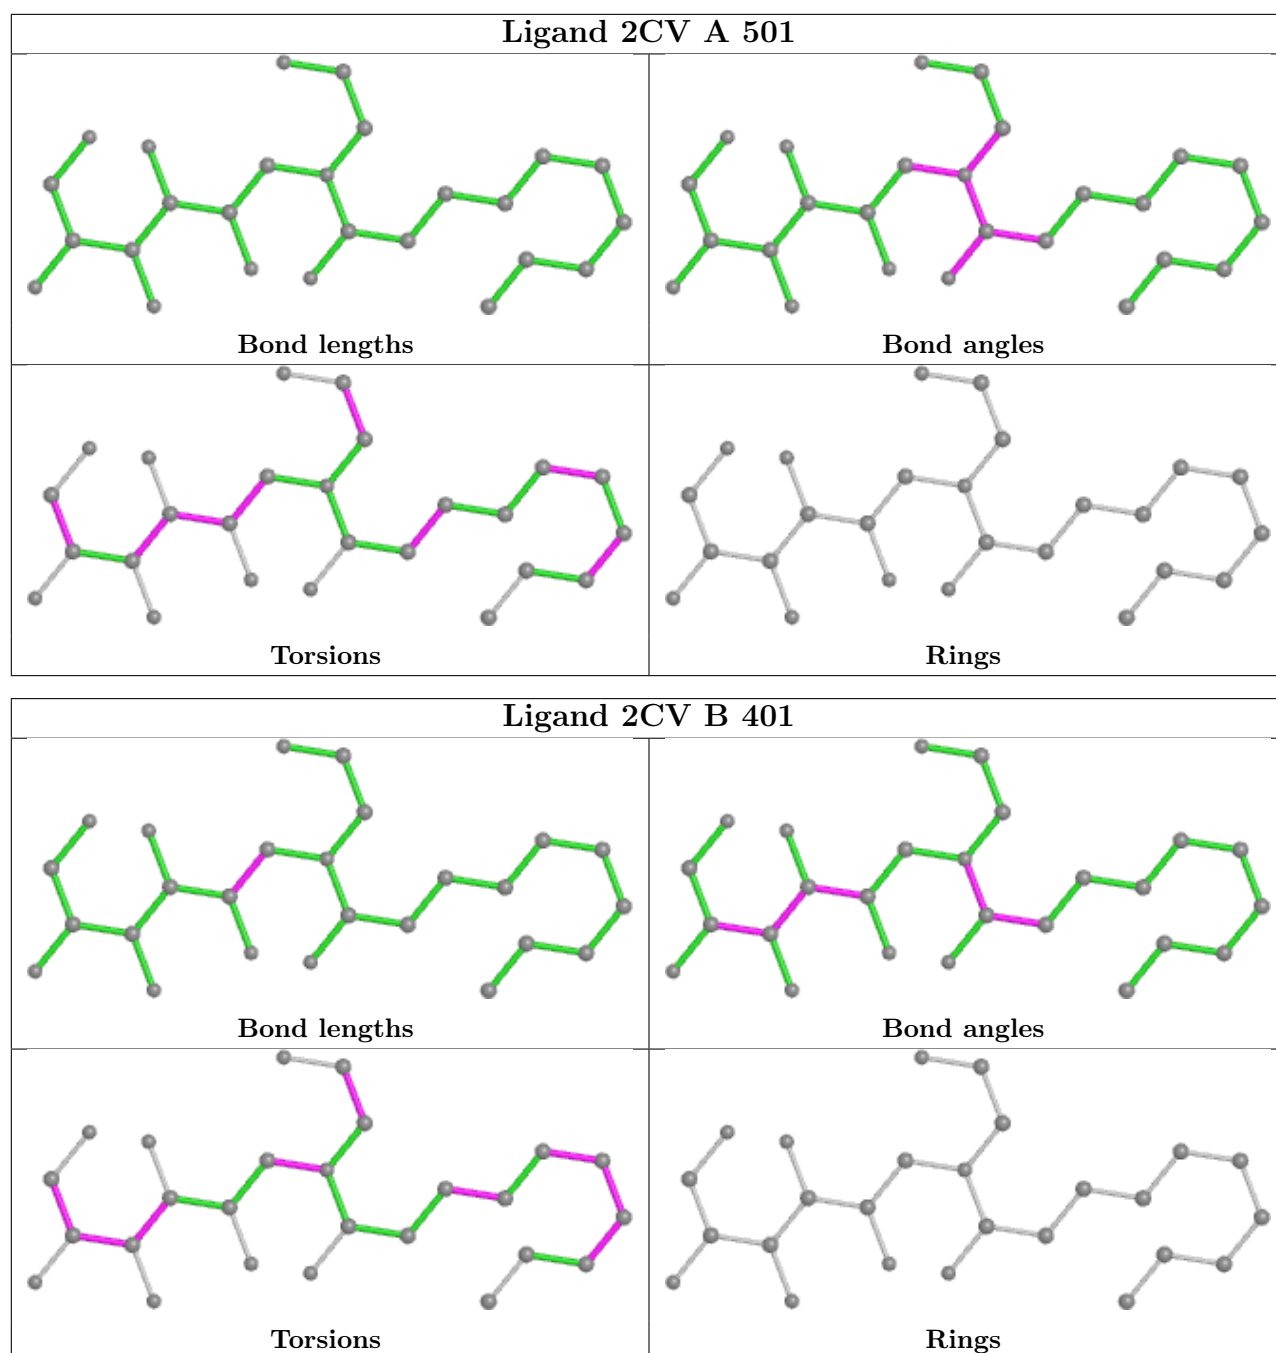 Ligand 2CV A 501
Bond lengths
Bond angles
Torsions
Rings
Ligand 2CV B 401
Bond lengths
Bond angles
Torsions
Rings